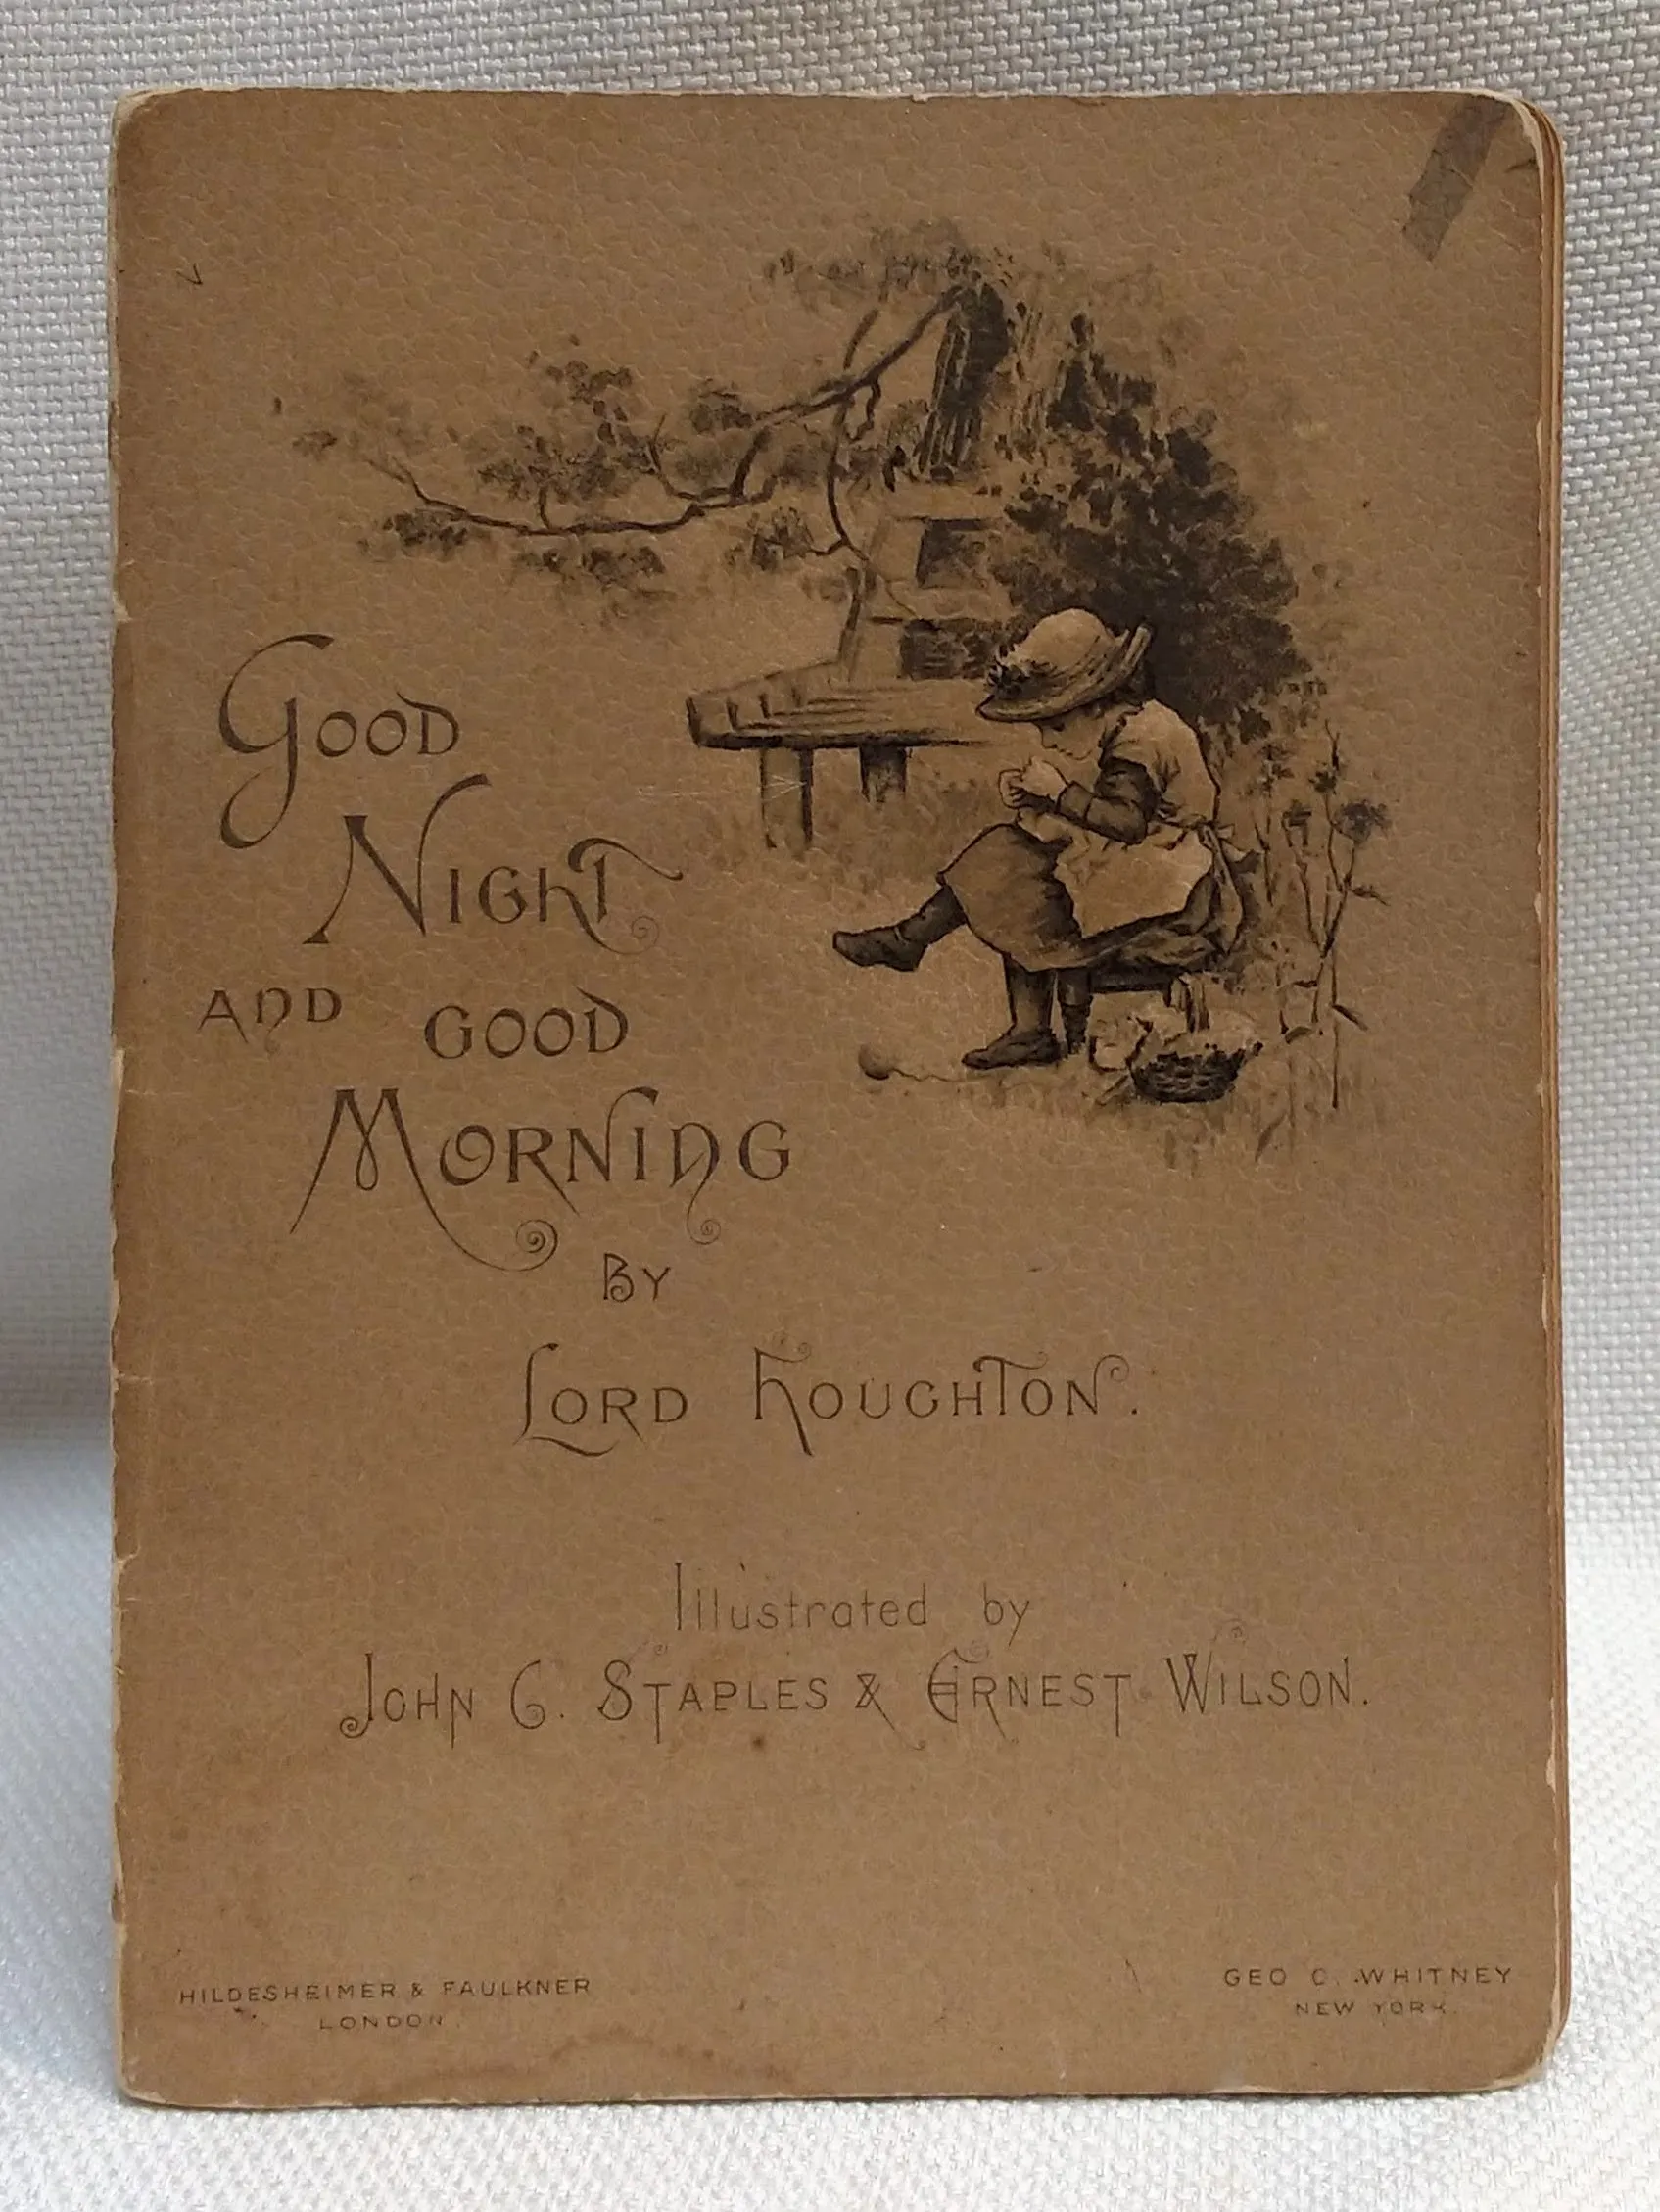 Good
Night
and good
Morning
By
Lord Houghton.
Illustrated by
John C. Staples & Ernest Wilson.
HILDESHEIMER & FAULKNER
LONDON.
GEO C. WHITNEY
NEW YORK.